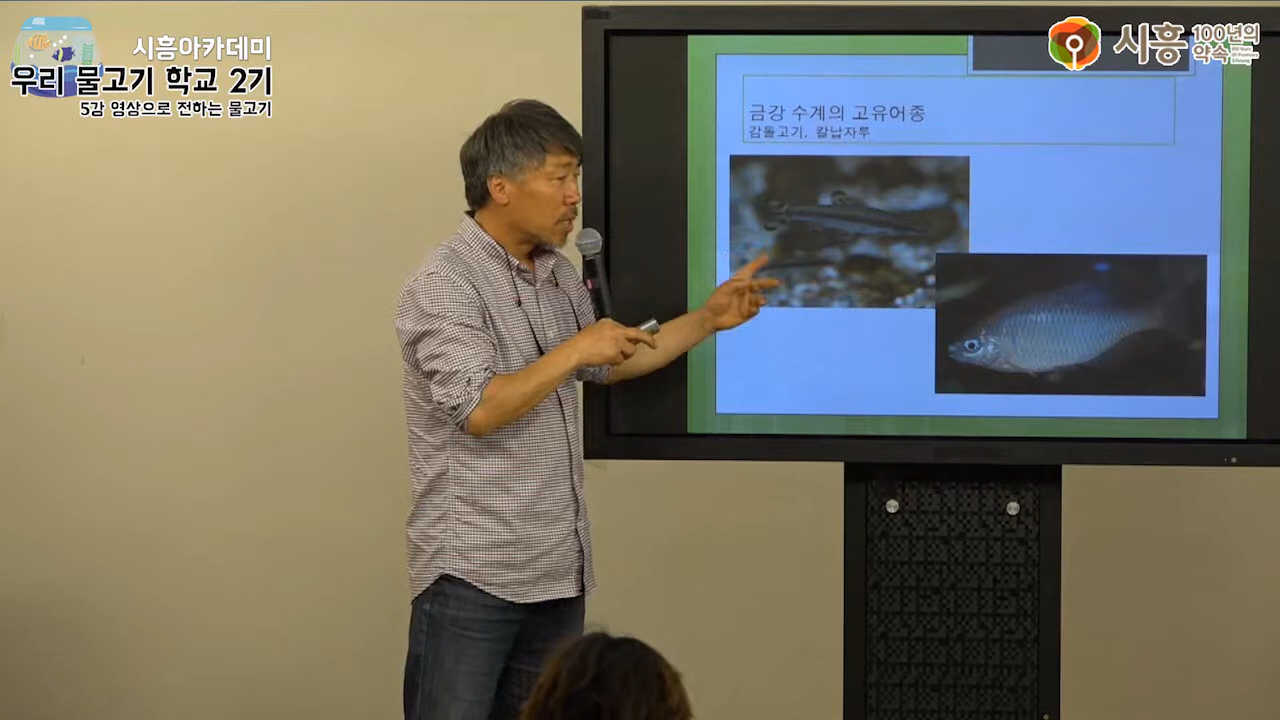 시흥아카데미
우리 물고기 학교 2기
5강 영상으로 전하는 물고기
시흥 100년의
약속
금강 수계의 고유어종
감돌고기, 칼납자루